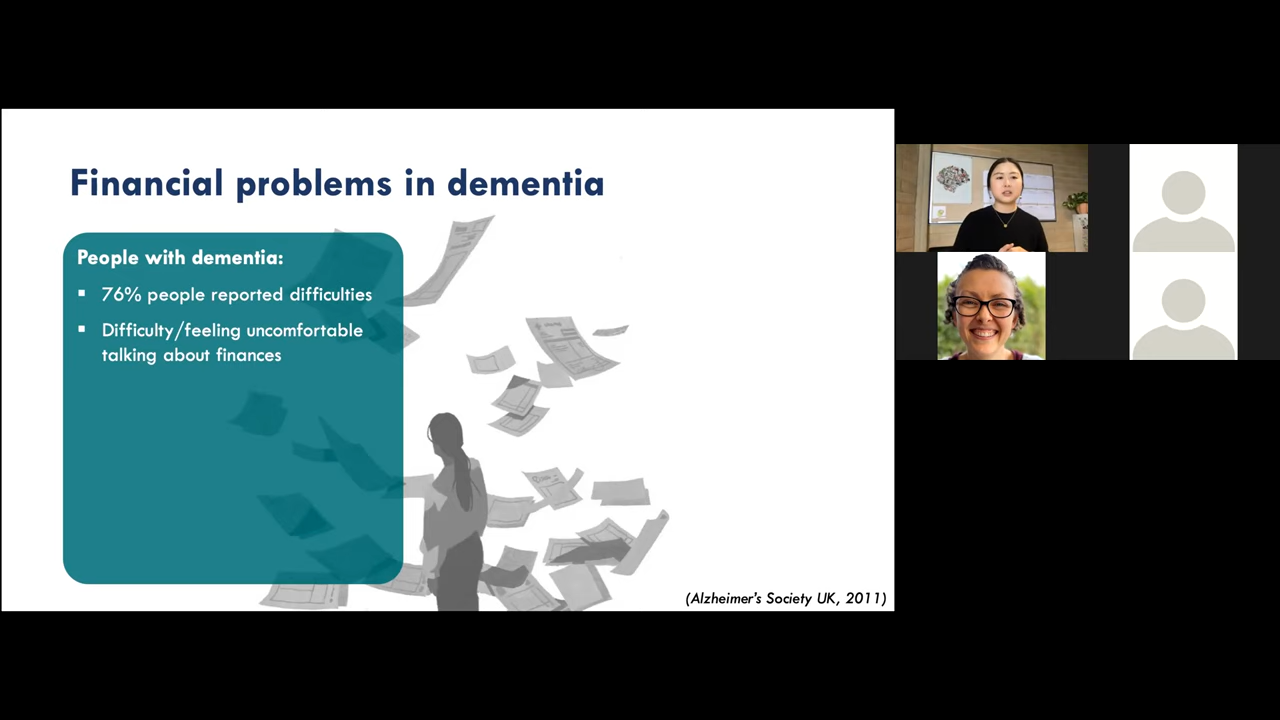 Financial problems in dementia
People with dementia:
▪ 76% people reported difficulties
▪ Difficulty/feeling uncomfortable
talking about finances
(Alzheimer's Society UK, 2011)